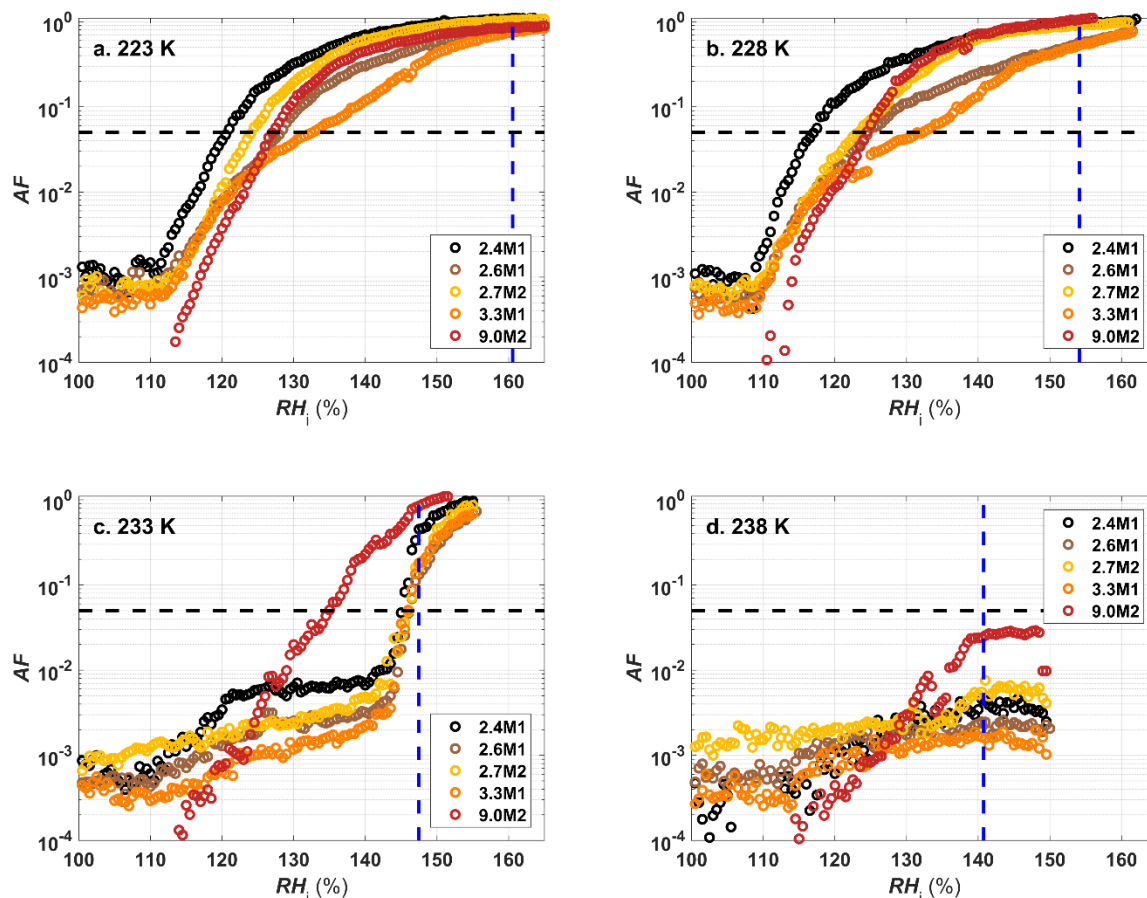 a. 223 K
AF
10^0
10^-1
10^-2
10^-3
10^-4
2.4M1
2.6M1
2.7M2
3.3M1
9.0M2
100 110 120 130 140 150 160
RH_i (%)
b. 228 K
AF
10^0
10^-1
10^-2
10^-3
10^-4
2.4M1
2.6M1
2.7M2
3.3M1
9.0M2
100 110 120 130 140 150 160
RH_i (%)
c. 233 K
AF
10^0
10^-1
10^-2
10^-3
10^-4
2.4M1
2.6M1
2.7M2
3.3M1
9.0M2
100 110 120 130 140 150 160
RH_i (%)
d. 238 K
AF
10^0
10^-1
10^-2
10^-3
10^-4
2.4M1
2.6M1
2.7M2
3.3M1
9.0M2
100 110 120 130 140 150 160
RH_i (%)